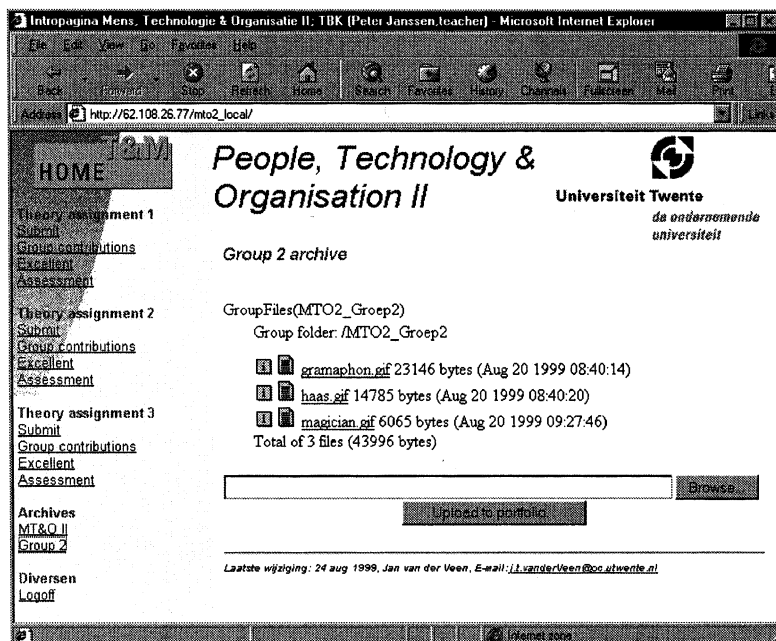 Intropagina Mens, Technologie & Organisatie II; TBK (Peter Janssen,teacher) - Microsoft Internet Explorer
File Edit View Go Favorites Help
Back Forward Stop Refresh Home Search Favorites History Channels Fullscreen Mail Print
Address http://62.108.26.77/mto2_local/ Links
T&M
HOME
People, Technology &
Organisation II
Universiteit Twente
de ondernemende
universiteit
Group 2 archive
Theory assignment 1
Submit
Group contributions
Excellent
Assessment
Theory assignment 2
Submit
Group contributions
Excellent
Assessment
Theory assignment 3
Submit
Group contributions
Excellent
Assessment
Archives
MT&O II
Group 2
Diversen
Logoff
GroupFiles(MTO2_Groep2)
Group folder: /MTO2_Groep2
gramaphon.gif 23146 bytes (Aug 20 1999 08:40:14)
haas.gif 14785 bytes (Aug 20 1999 08:40:20)
magician.gif 6065 bytes (Aug 20 1999 09:27:46)
Total of 3 files (43996 bytes)
Browse...
Upload to portfolio
Laatste wijziging: 24 aug 1999, Jan van der Veen, E-mail:j.t.vanderVeen@oc.utwente.nl
Internet zone